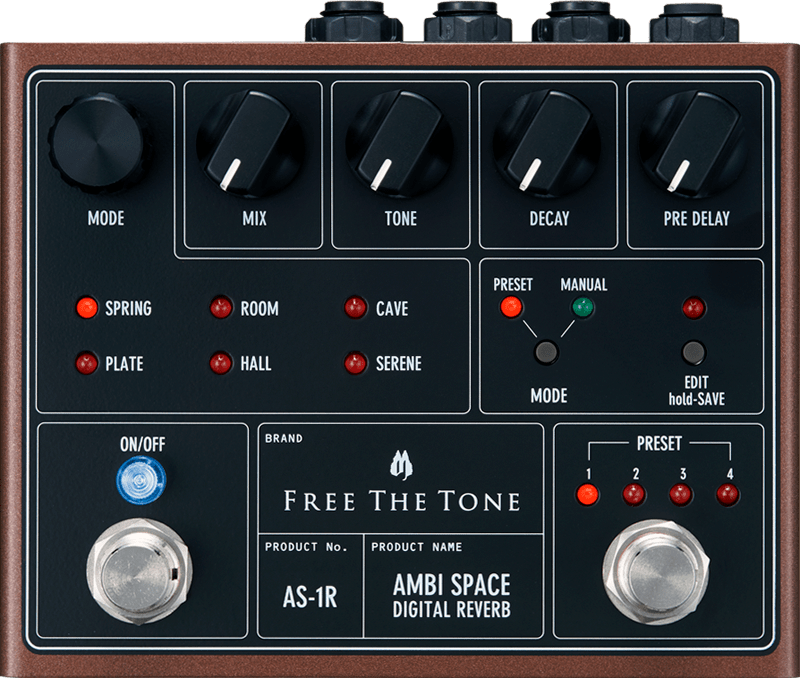 MODE
MIX
TONE
DECAY
PRE DELAY
SPRING
ROOM
CAVE
PLATE
HALL
SERENE
PRESET
MANUAL
MODE
EDIT
hold-SAVE
ON/OFF
BRAND
FREE THE TONE
PRODUCT No.
AS-1R
PRODUCT NAME
AMBI SPACE
DIGITAL REVERB
PRESET
1 2 3 4